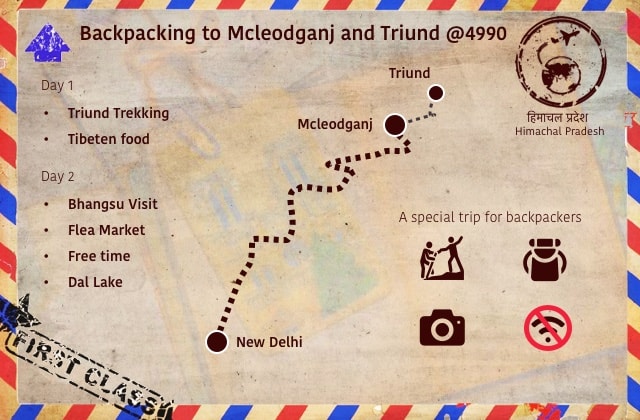 Backpacking to Mcleodganj and Triund @4990
Day 1
• Triund Trekking
• Tibeten food
Day 2
• Bhangsu Visit
• Flea Market
• Free time
• Dal Lake
Triund
Mcleodganj
New Delhi
हिमाचल प्रदेश
Himachal Pradesh
A special trip for backpackers
FIRST CLASS